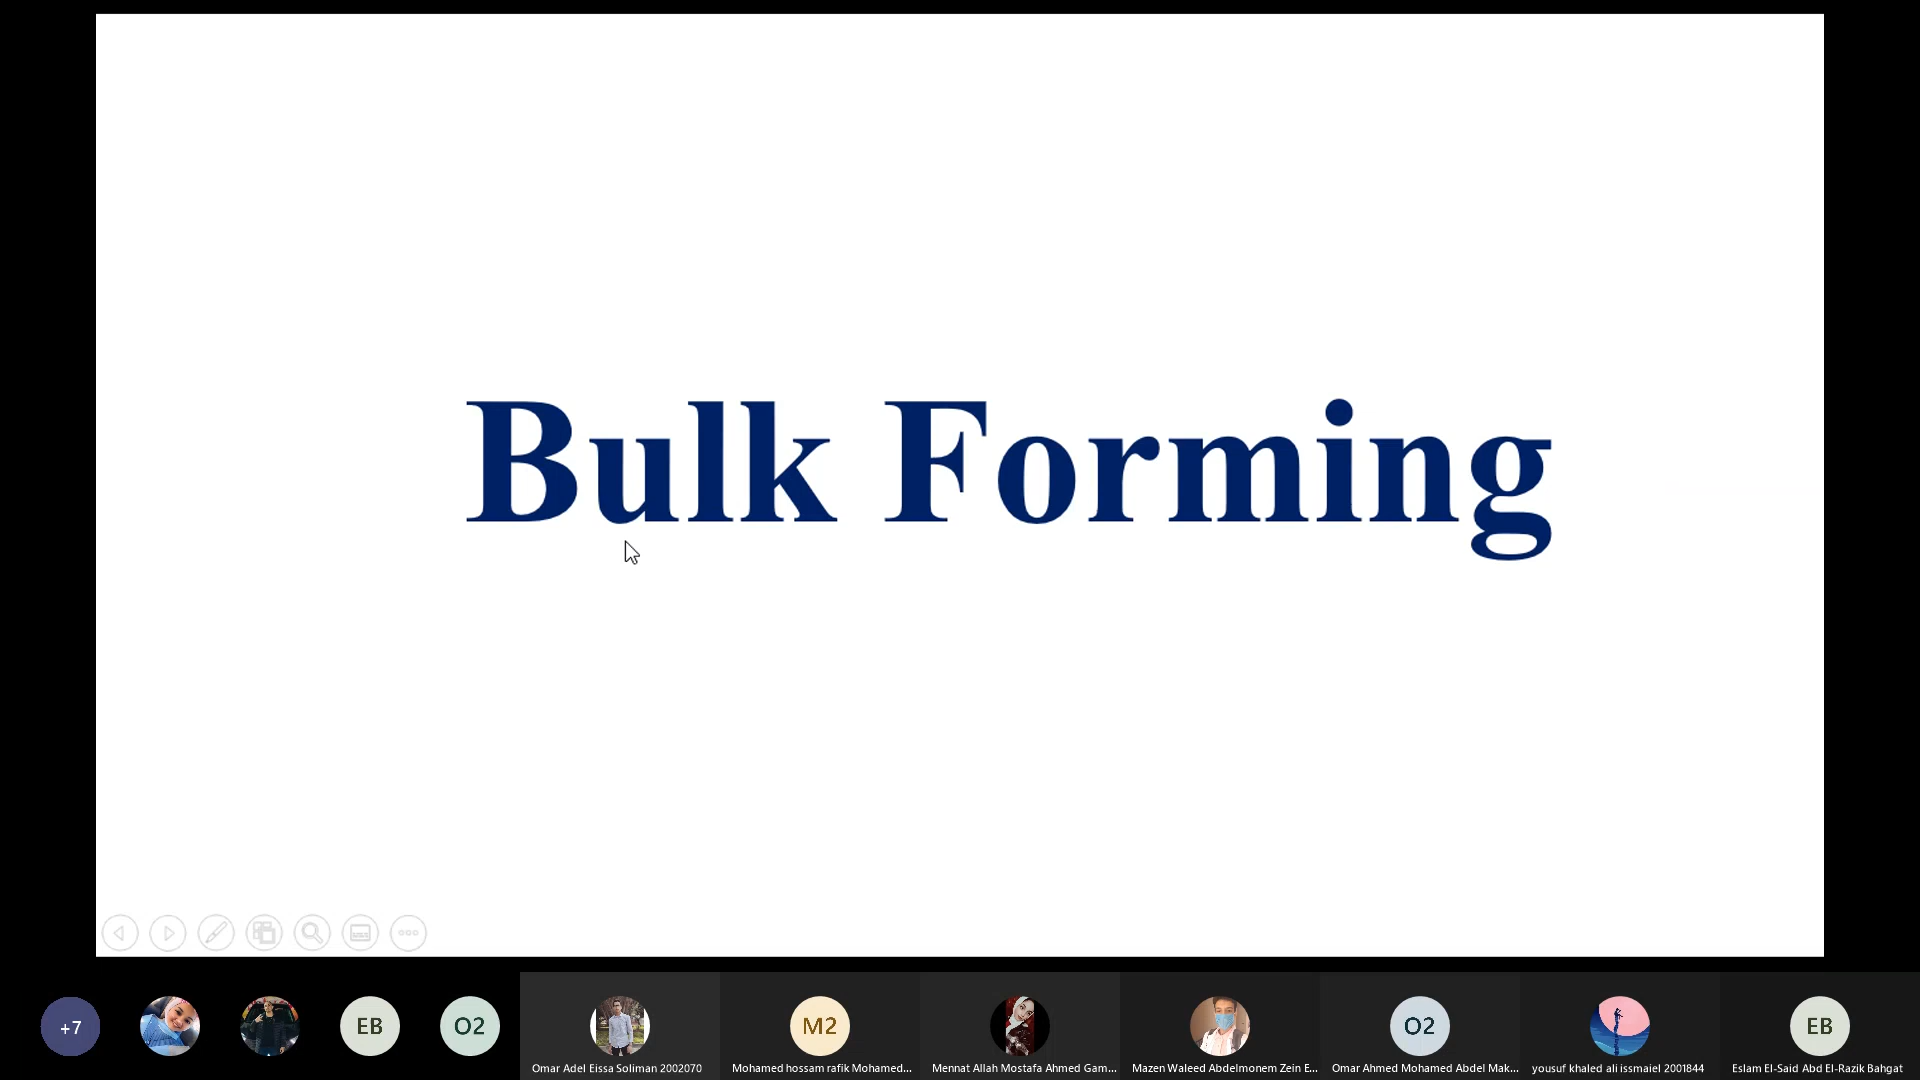 Bulk Forming
+7
EB
O2
M2
O2
EB
Omar Adel Eissa Soliman 2002070
Mohamed hossam rafik Mohamed...
Mennat Allah Mostafa Ahmed Gam...
Mazen Waleed Abdelmonem Zein E...
Omar Ahmed Mohamed Abdel Mak...
yousuf khaled ali issmaiel 2001844
Eslam El-Said Abd El-Razik Bahgat